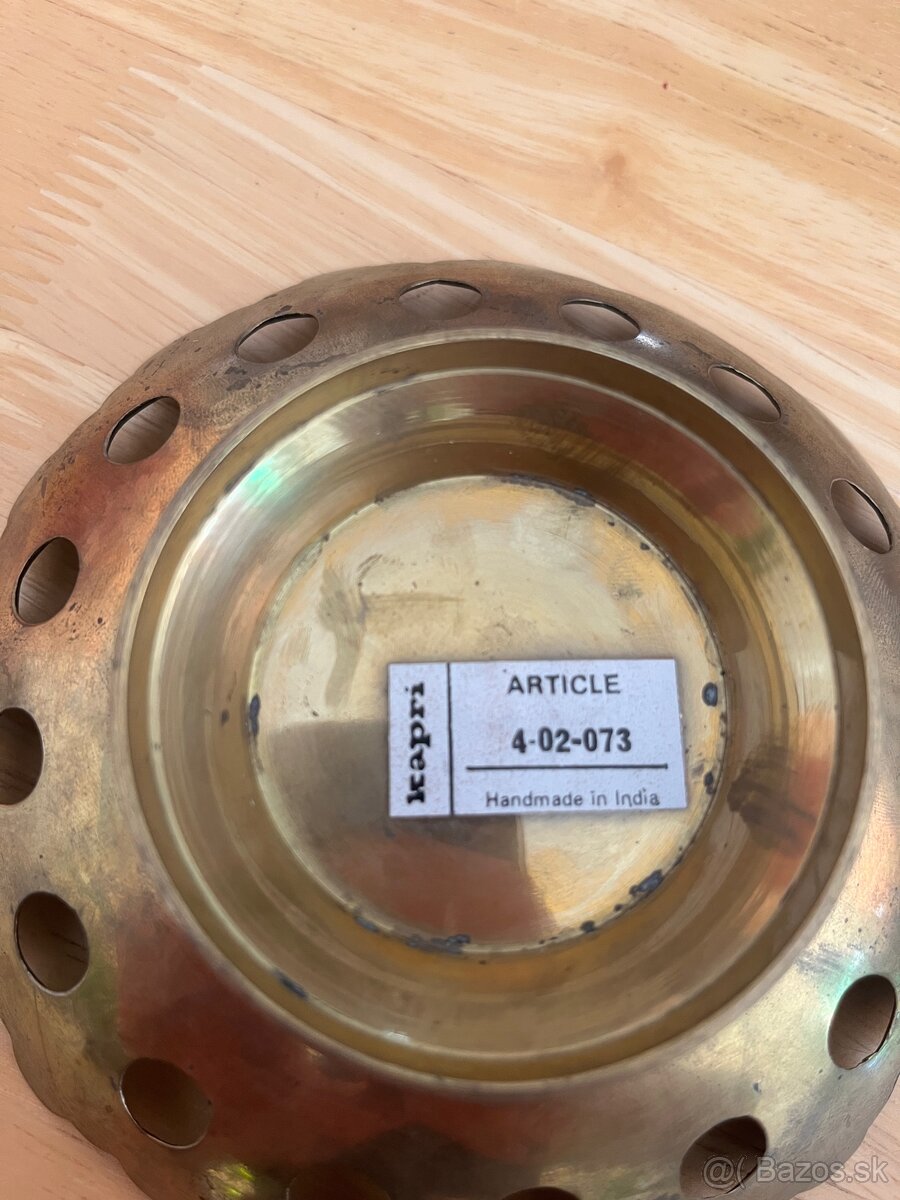 kapri
ARTICLE
4-02-073
Handmade in India
@( Bazos.sk